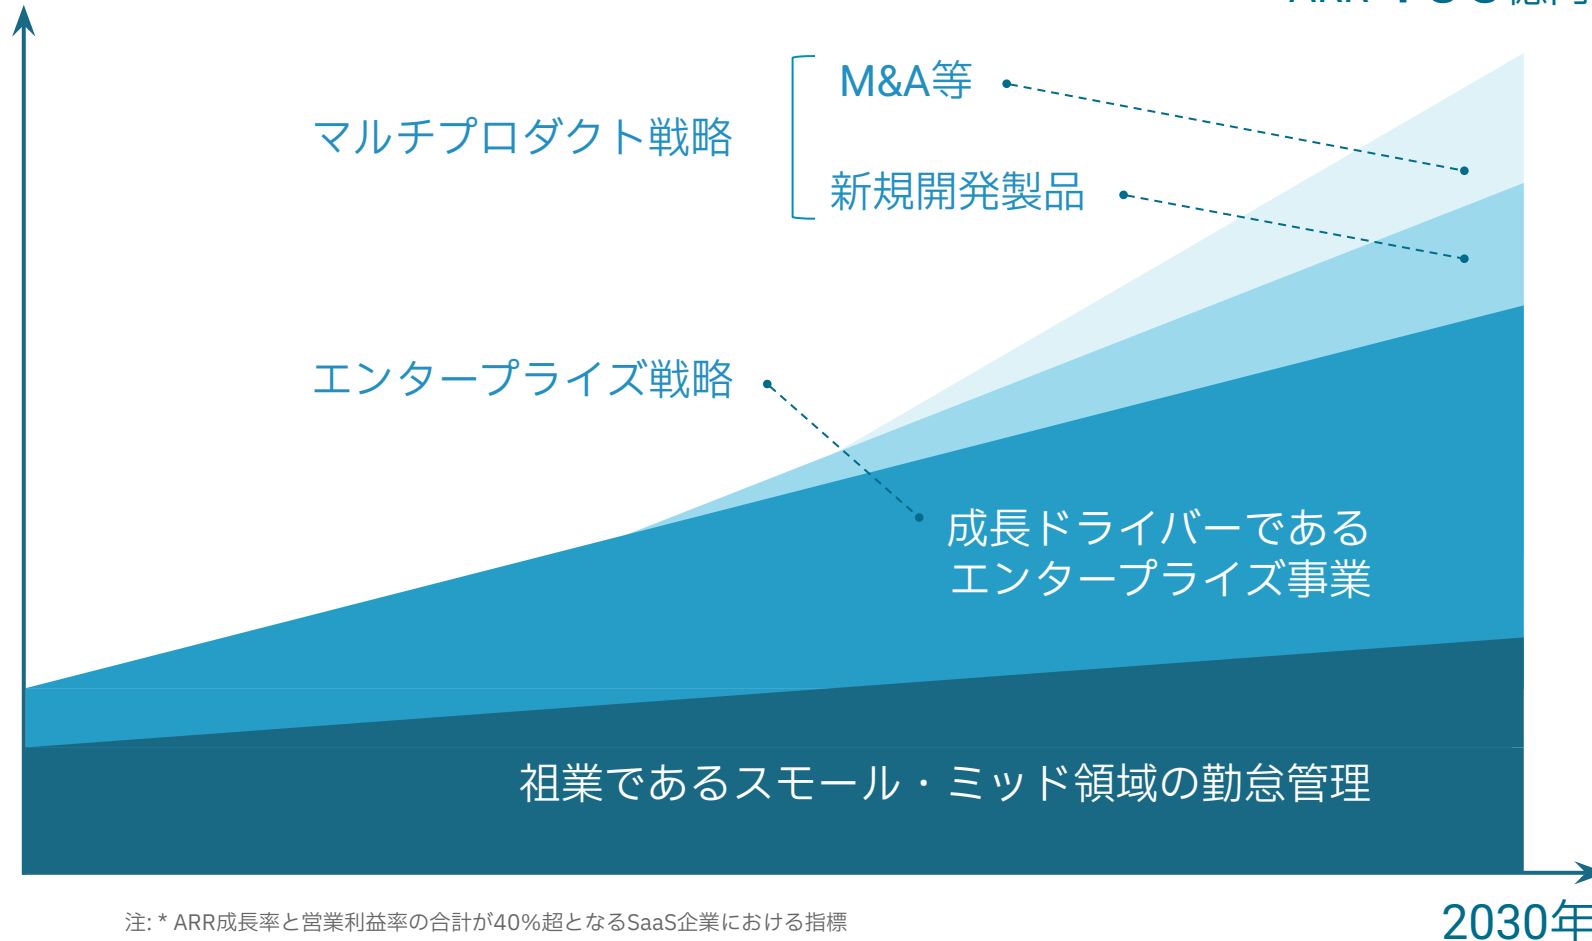 M&A等
マルチプロダクト戦略
新規開発製品
エンタープライズ戦略
成長ドライバーである
エンタープライズ事業
祖業であるスモール・ミッド領域の勤怠管理
注: * ARR成長率と営業利益率の合計が40%超となるSaaS企業における指標
2030年